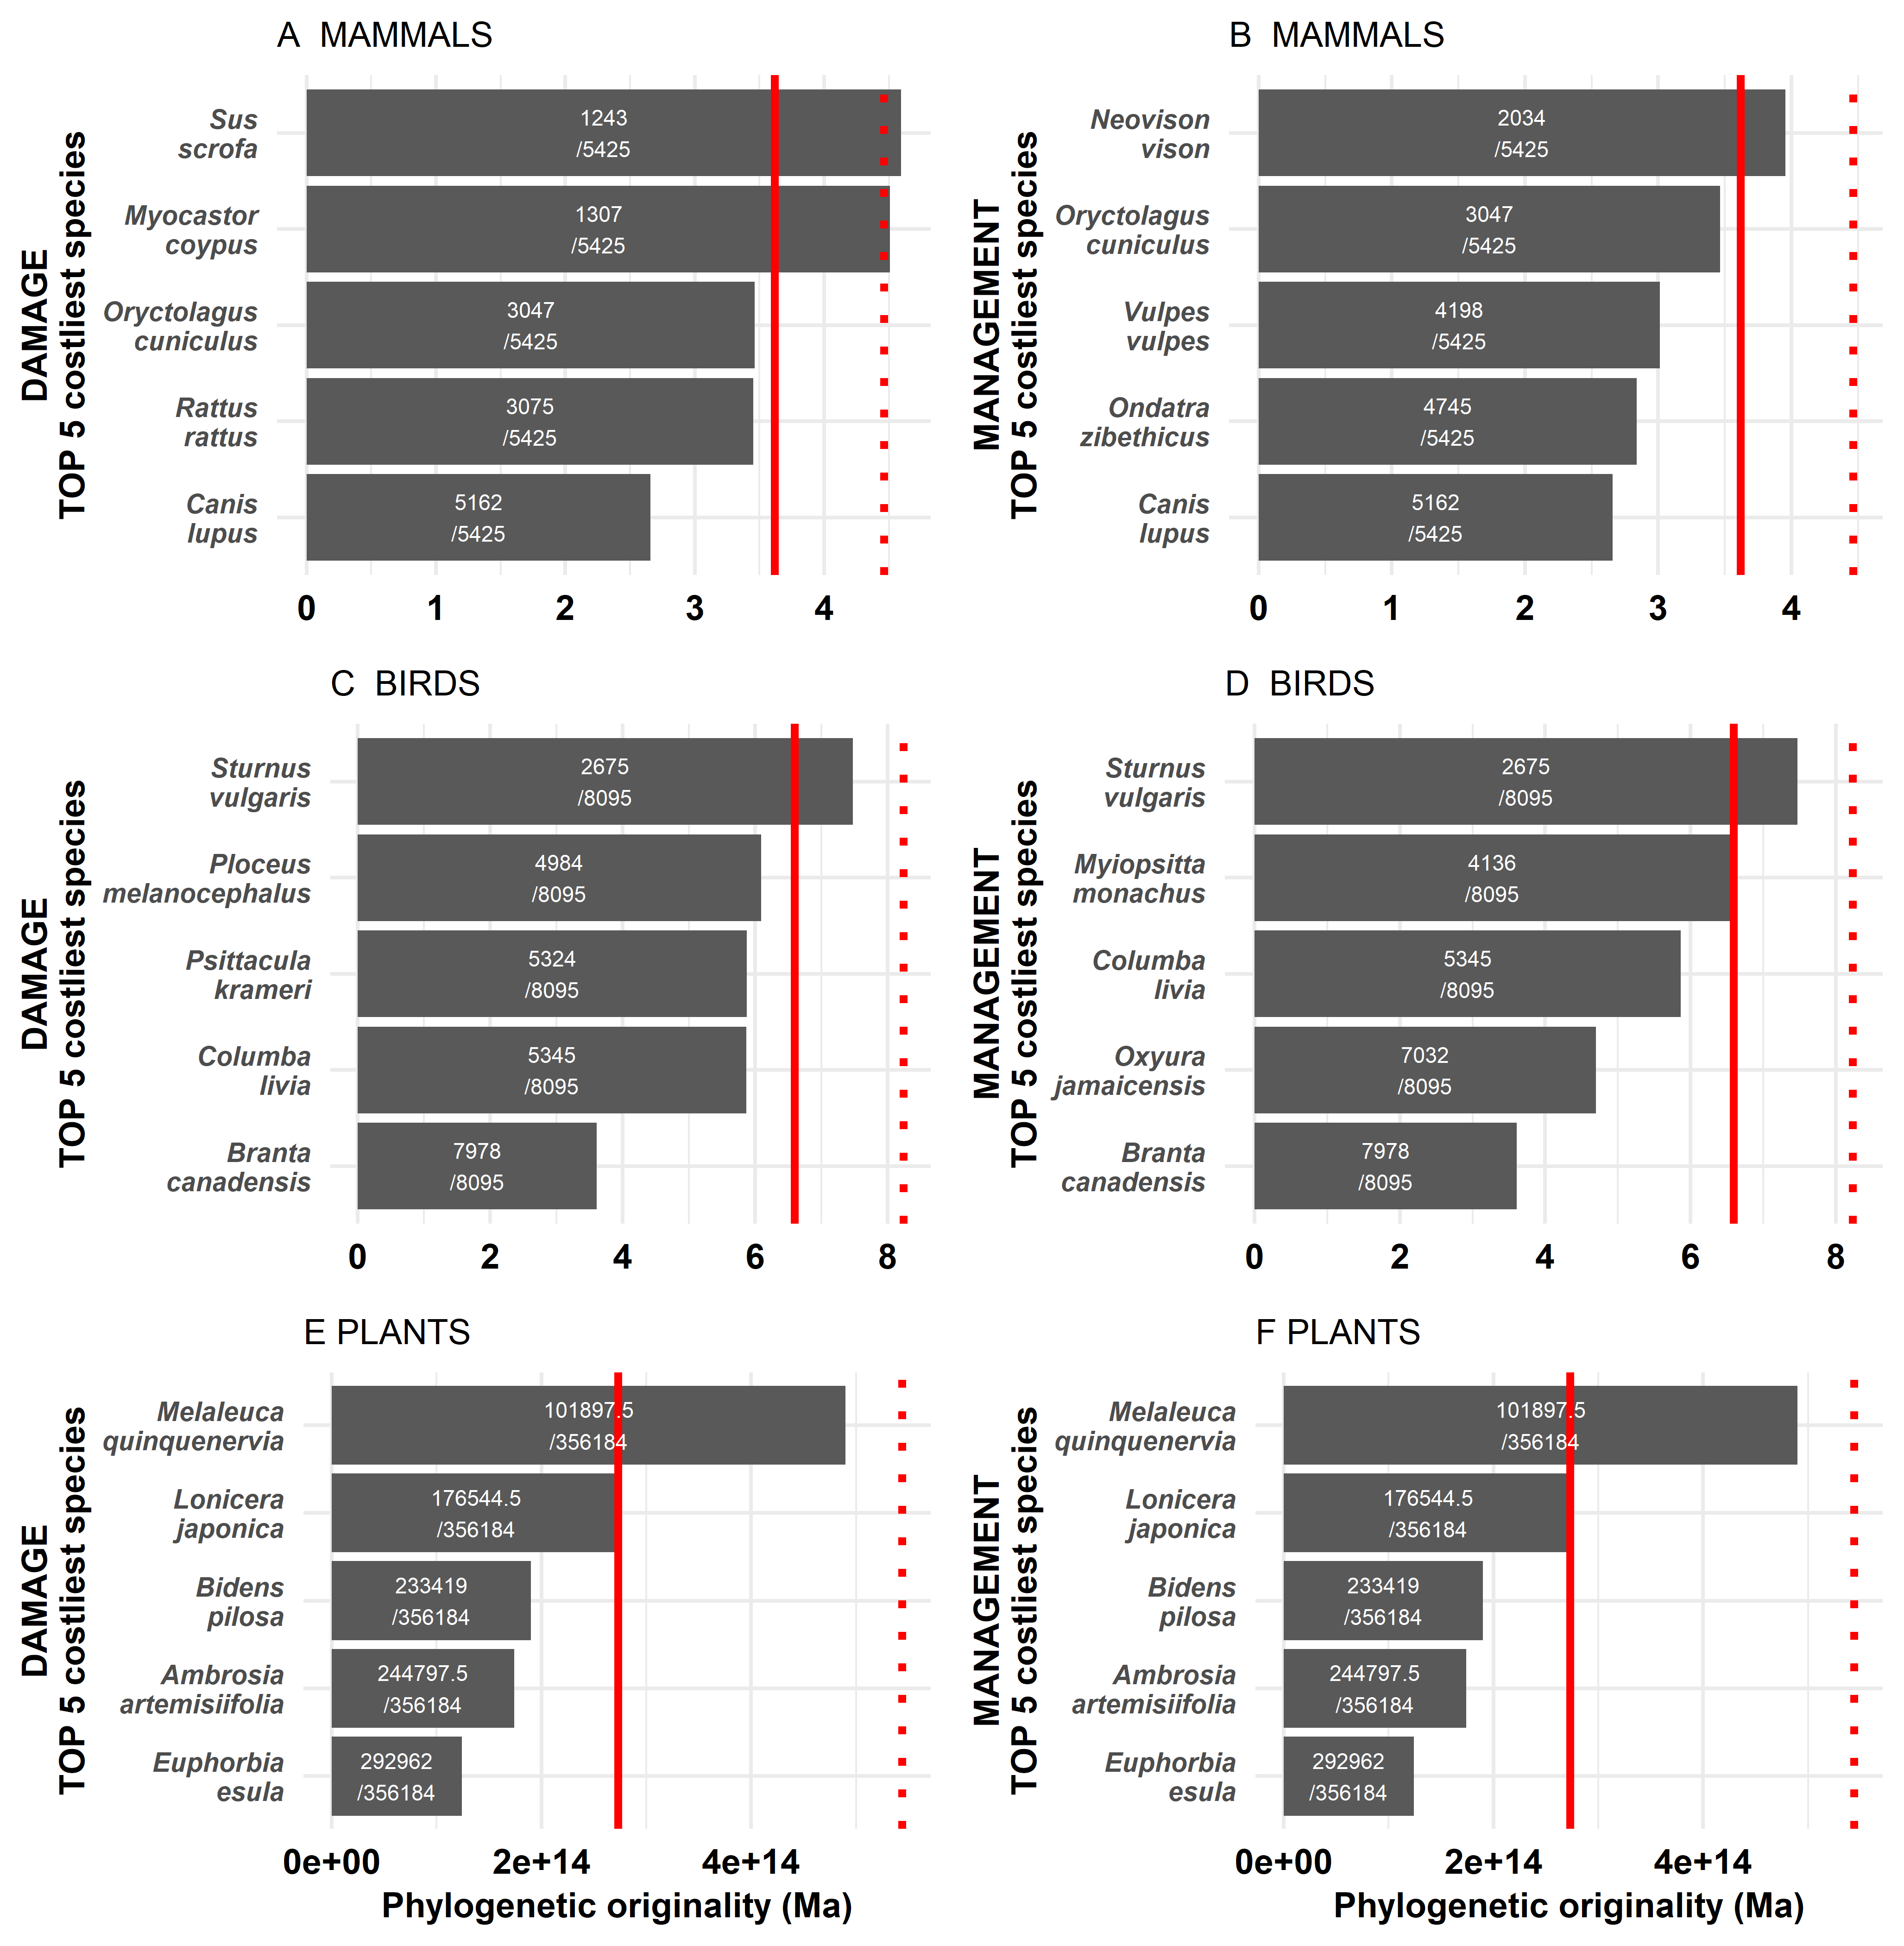 A MAMMALS
DAMAGE
TOP 5 costliest species
Sus
scrofa
1243
/5425
Myocastor
coypus
1307
/5425
Oryctolagus
cuniculus
3047
/5425
Rattus
rattus
3075
/5425
Canis
lupus
5162
/5425
0 1 2 3 4
B MAMMALS
MANAGEMENT
TOP 5 costliest species
Neovison
vison
2034
/5425
Oryctolagus
cuniculus
3047
/5425
Vulpes
vulpes
4198
/5425
Ondatra
zibethicus
4745
/5425
Canis
lupus
5162
/5425
0 1 2 3 4
C BIRDS
DAMAGE
TOP 5 costliest species
Sturnus
vulgaris
2675
/8095
Ploceus
melanocephalus
4984
/8095
Psittacula
krameri
5324
/8095
Columba
livia
5345
/8095
Branta
canadensis
7978
/8095
0 2 4 6 8
D BIRDS
MANAGEMENT
TOP 5 costliest species
Sturnus
vulgaris
2675
/8095
Myiopsitta
monachus
4136
/8095
Columba
livia
5345
/8095
Oxyura
jamaicensis
7032
/8095
Branta
canadensis
7978
/8095
0 2 4 6 8
E PLANTS
DAMAGE
TOP 5 costliest species
Melaleuca
quinquenervia
101897.5
/356184
Lonicera
japonica
176544.5
/356184
Bidens
pilosa
233419
/356184
Ambrosia
artemisiifolia
244797.5
/356184
Euphorbia
esula
292962
/356184
0e+00 2e+14 4e+14
Phylogenetic originality (Ma)
F PLANTS
MANAGEMENT
TOP 5 costliest species
Melaleuca
quinquenervia
101897.5
/356184
Lonicera
japonica
176544.5
/356184
Bidens
pilosa
233419
/356184
Ambrosia
artemisiifolia
244797.5
/356184
Euphorbia
esula
292962
/356184
0e+00 2e+14 4e+14
Phylogenetic originality (Ma)